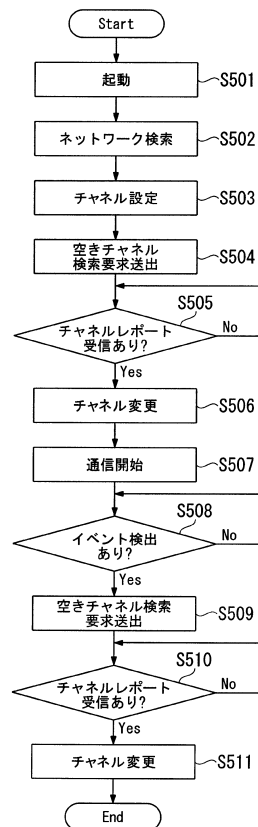 Start
起動
S501
ネットワーク検索
S502
チャネル設定
S503
空きチャネル
検索要求送出
S504
S505
チャネルレポート
受信あり?
No
Yes
チャネル変更
S506
通信開始
S507
S508
イベント検出
あり?
No
Yes
空きチャネル検索
要求送出
S509
S510
チャネルレポート
受信あり?
No
Yes
チャネル変更
S511
End